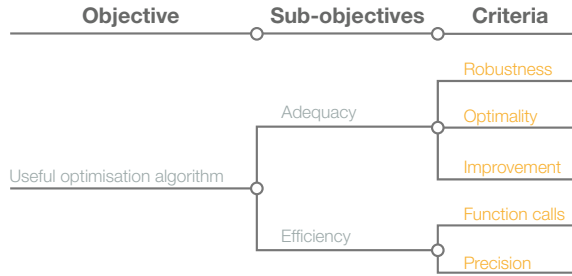 Objective
Sub-objectives
Criteria
Robustness
Adequacy
Optimality
Improvement
Useful optimisation algorithm
Function calls
Efficiency
Precision